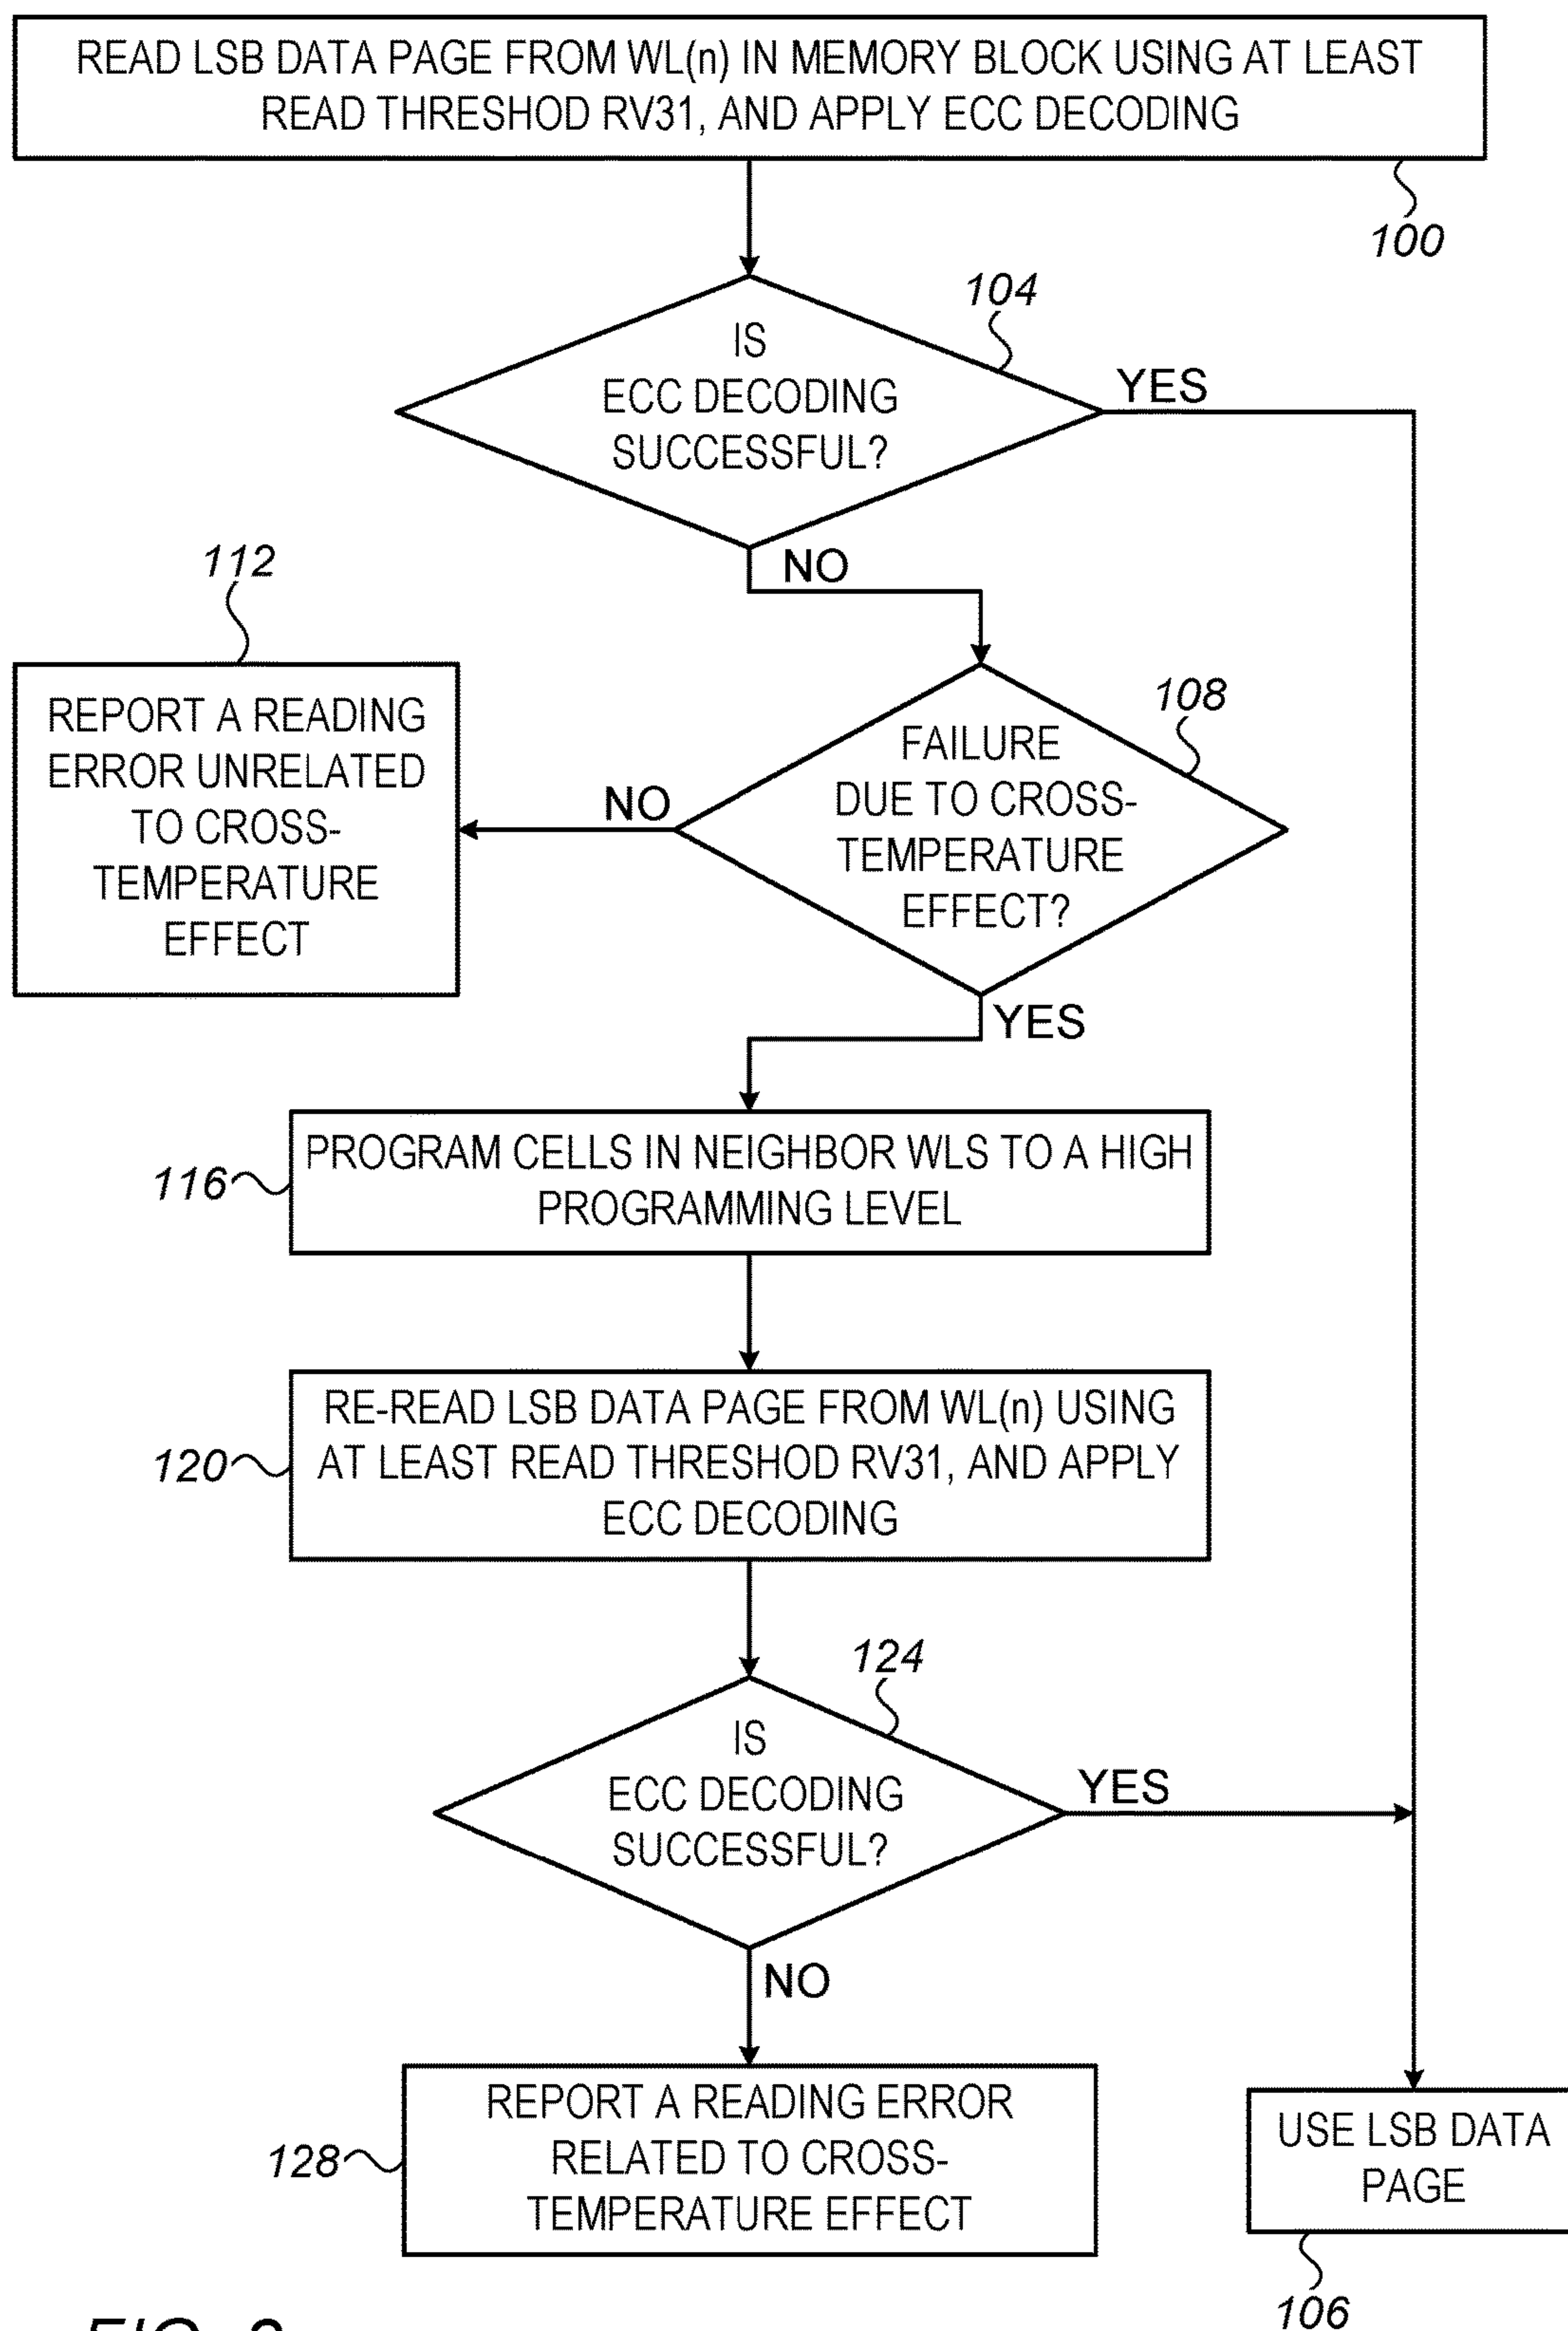 READ LSB DATA PAGE FROM WL(n) IN MEMORY BLOCK USING AT LEAST
READ THRESHOD RV31, AND APPLY ECC DECODING
100
104
IS
ECC DECODING
SUCCESSFUL?
YES
NO
112
REPORT A READING
ERROR UNRELATED
TO CROSS-
TEMPERATURE
EFFECT
108
FAILURE
DUE TO CROSS-
TEMPERATURE
EFFECT?
NO
YES
116
PROGRAM CELLS IN NEIGHBOR WLS TO A HIGH
PROGRAMMING LEVEL
120
RE-READ LSB DATA PAGE FROM WL(n) USING
AT LEAST READ THRESHOD RV31, AND APPLY
ECC DECODING
124
IS
ECC DECODING
SUCCESSFUL?
YES
NO
128
REPORT A READING ERROR
RELATED TO CROSS-
TEMPERATURE EFFECT
USE LSB DATA
PAGE
106
FIG.